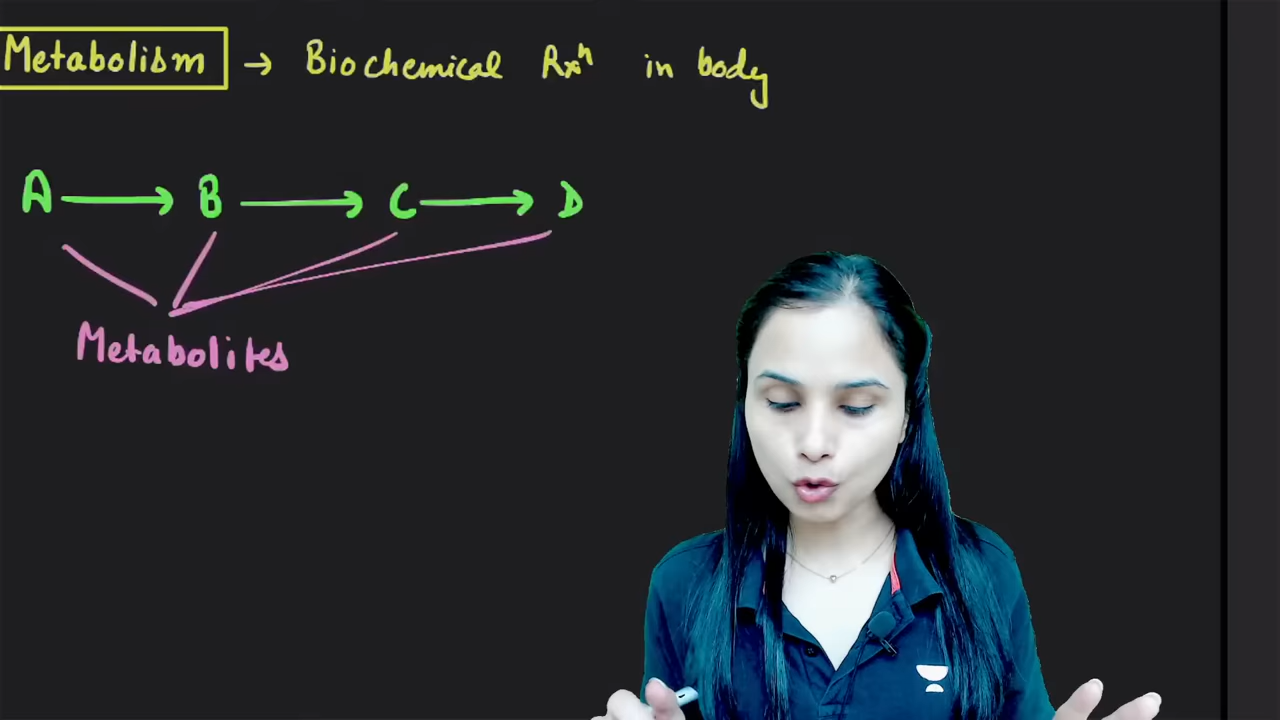 Metabolism → Biochemical Rxⁿ in body
A → B → C → D
Metabolites